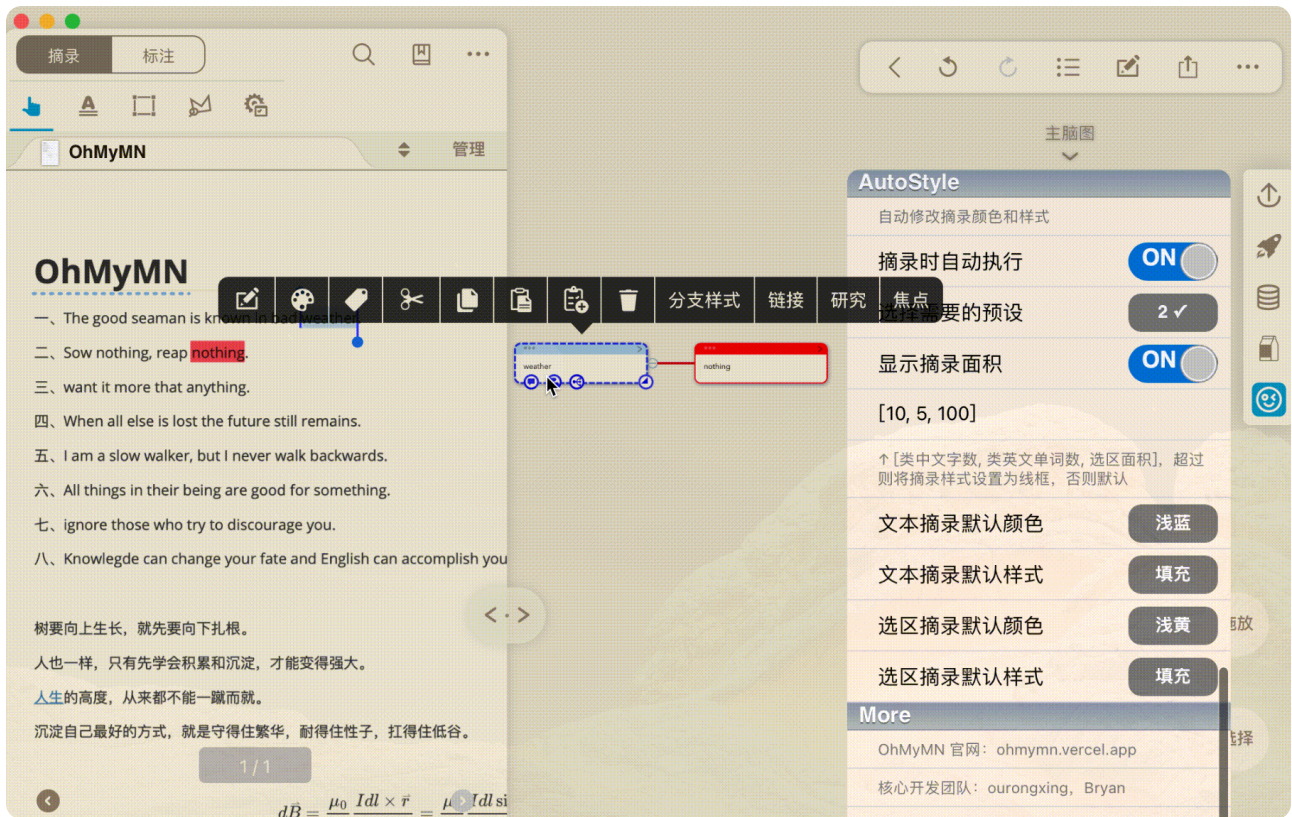 摘录 标注
OhMyMN 管理
OhMyMN
一、The good seaman is known in bad weather.
二、Sow nothing, reap nothing.
三、want it more that anything.
四、When all else is lost the future still remains.
五、I am a slow walker, but I never walk backwards.
六、All things in their being are good for something.
七、ignore those who try to discourage you.
八、Knowlegde can change your fate and English can accomplish you
树要向上生长，就先要向下扎根。
人也一样，只有先学会积累和沉淀，才能变得强大。
人生的高度，从来都不能一蹴而就。
沉淀自己最好的方式，就是守得住繁华，耐得住性子，扛得住低谷。
1/1
分支样式 链接 研究 焦点
weather
nothing
主脑图
AutoStyle
自动修改摘录颜色和样式
摘录时自动执行 ON
选择需要的预设 2 ✓
显示摘录面积 ON
[10, 5, 100]
↑ [类中文字数, 类英文单词数, 选区面积]，超过
则将摘录样式设置为线框，否则默认
文本摘录默认颜色 浅蓝
文本摘录默认样式 填充
选区摘录默认颜色 浅黄
选区摘录默认样式 填充
More
OhMyMN 官网：ohmymn.vercel.app
核心开发团队：ourongxing，Bryan